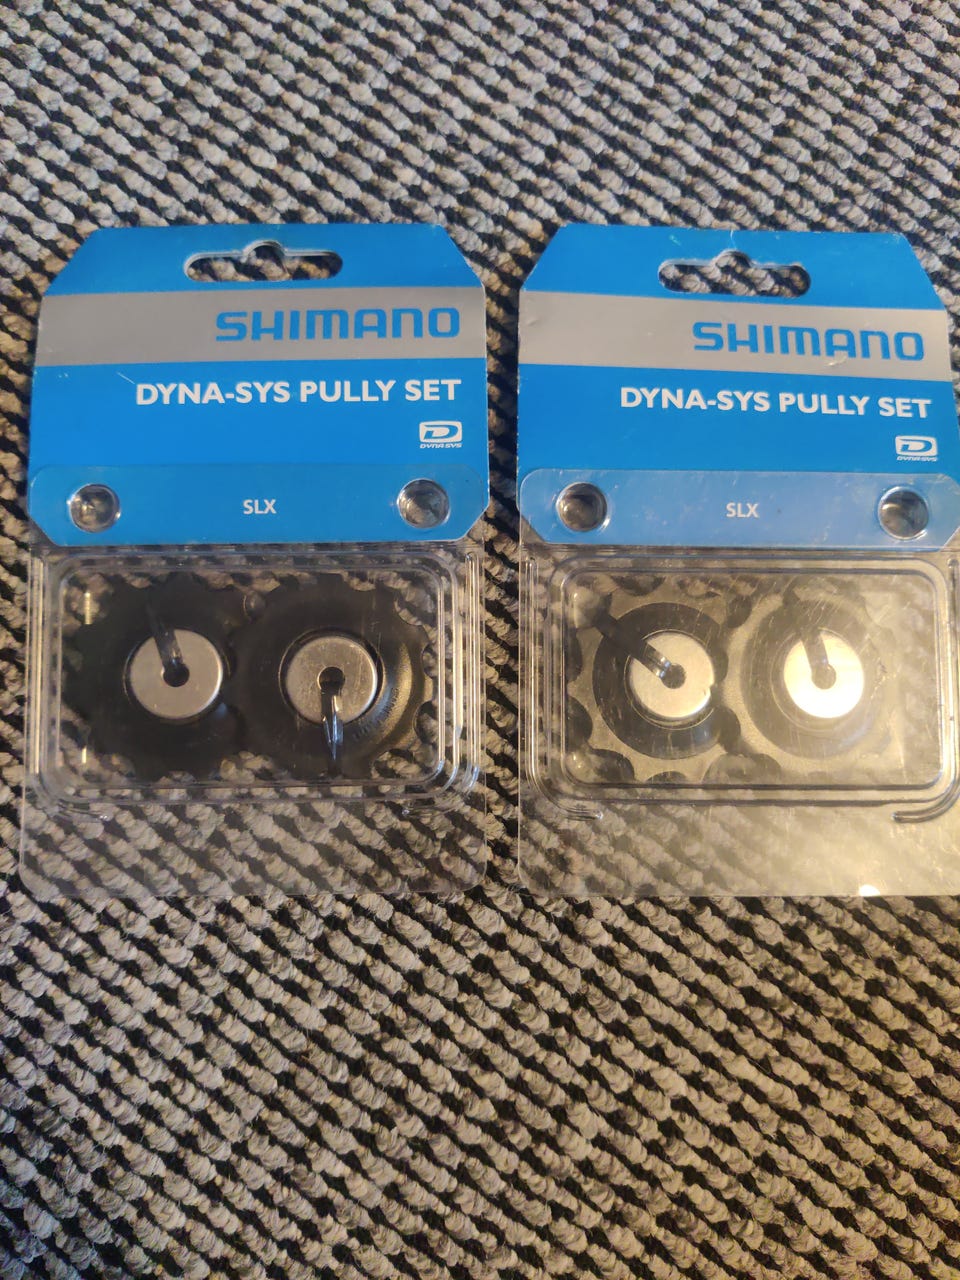 SHIMANO
DYNA-SYS PULLY SET
DYNA-SYS
SLX
SHIMANO
DYNA-SYS PULLY SET
DYNA-SYS
SLX